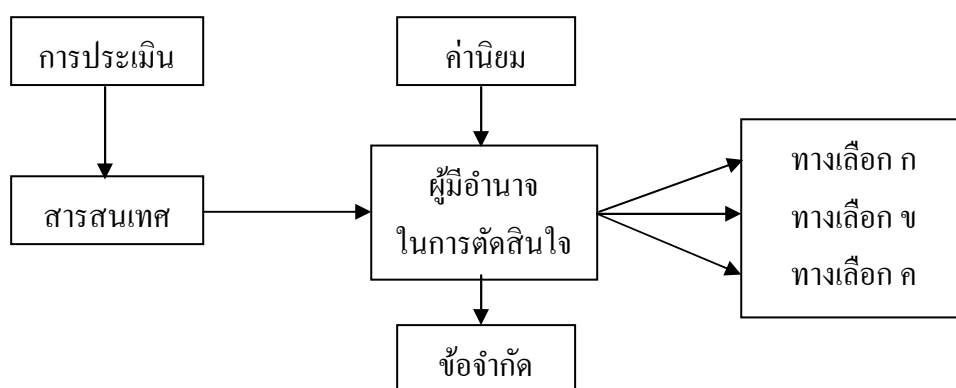 การประเมิน
ค่านิยม
สารสนเทศ
ผู้มีอำนาจ
ในการตัดสินใจ
ทางเลือก ก
ทางเลือก ข
ทางเลือก ค
ข้อจำกัด